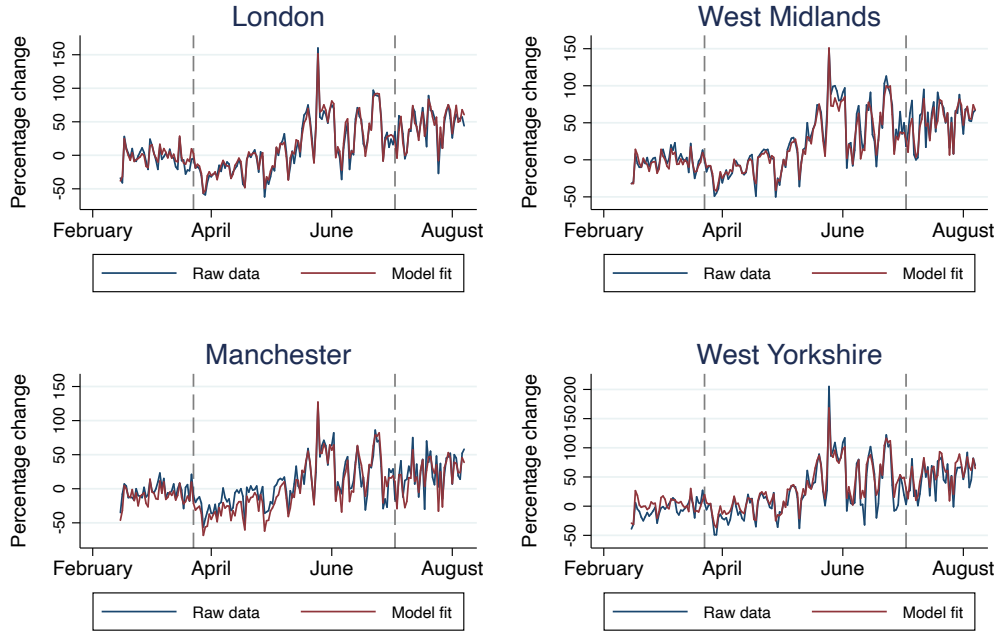 London
Percentage change
-50 0 50 100 150
February April June August
Raw data Model fit
West Midlands
Percentage change
-50 0 50 100 150
February April June August
Raw data Model fit
Manchester
Percentage change
-50 0 50 100 150
February April June August
Raw data Model fit
West Yorkshire
Percentage change
-50 0 50 100 150 200
February April June August
Raw data Model fit